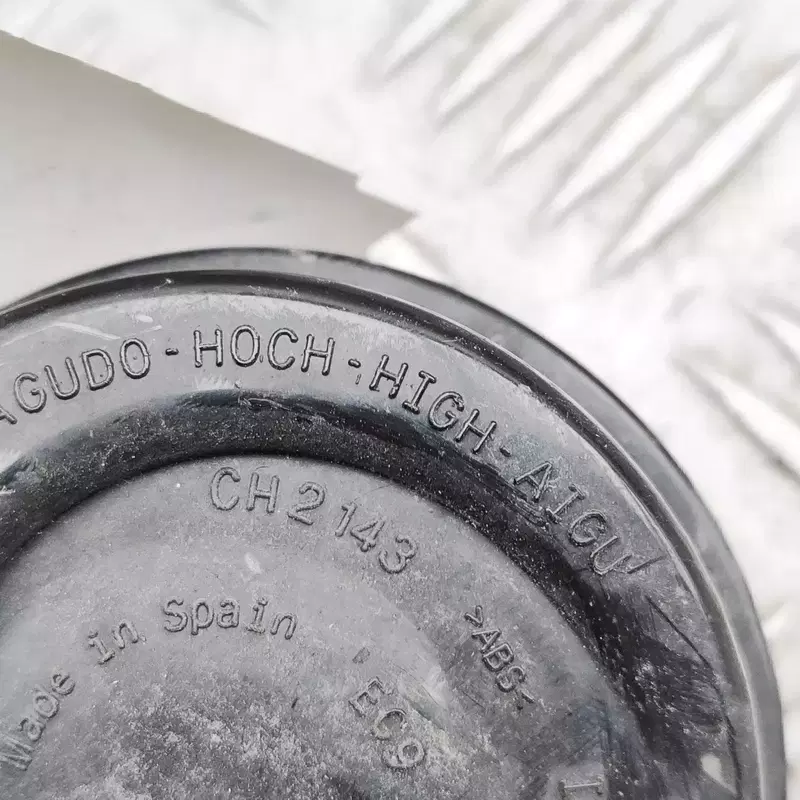 AGUDO - HOCH - HIGH - AIGU
CH2143
>ABS<
Made in Spain
EC9